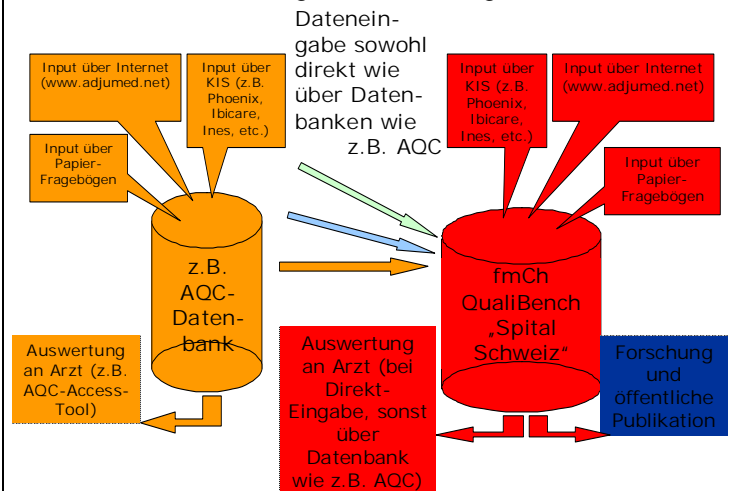 Dateneín-
gabe sowohl
direkt wie
über Daten-
banken wie
z.B. AQC
Input über Internet
(www.adjumed.net)
Input über
KIS (z.B.
Phoenix,
Ibicare,
Ines, etc.)
Input über
Papier-
Fragebögen
Input über
KIS (z.B.
Phoenix,
Ibicare,
Ines, etc.)
Input über Internet
(www.adjumed.net)
Input über
Papier-
Fragebögen
z.B.
AQC-
Daten-
bank
fmCh
QualiBench
„Spital
Schweiz“
Auswertung
an Arzt (z.B.
AQC-Access-
Tool)
Auswertung
an Arzt (bei
Direkt-
Eingabe, sonst
über
Datenbank
wie z.B. AQC)
Forschung
und
öffentliche
Publikation